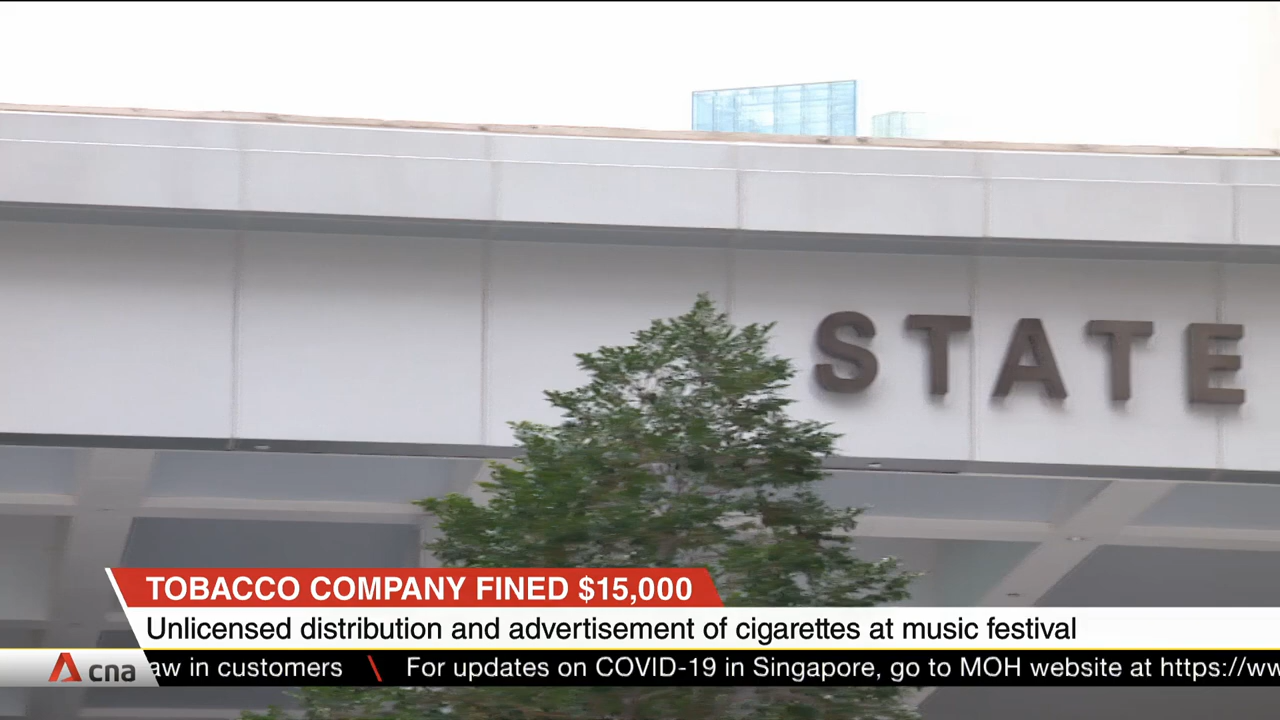 STATE
TOBACCO COMPANY FINED $15,000
Unlicensed distribution and advertisement of cigarettes at music festival
cna
aw in customers \ For updates on COVID-19 in Singapore, go to MOH website at https://ww